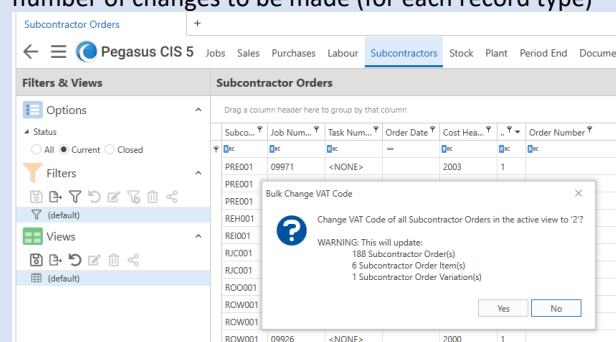 number of changes to be made (for each record type)
Subcontractor Orders +
Pegasus CIS 5 Jobs Sales Purchases Labour Subcontractors Stock Plant Period End Docume
Filters & Views
Subcontractor Orders
Options
Drag a column header here to group by that column
Status
All Current Closed
Subco... Job Num... Task Num... Order Date Cost Hea... .. Order Number
Filters
(default)
Views
(default)
PRE001 09971 <NONE> 2003 1
PRE001
PRE001
REH001
REI001
RJC001
RJC001
ROO001
ROW001
ROW001
ROW001 09926 <NONE> 2000 1
Bulk Change VAT Code
Change VAT Code of all Subcontractor Orders in the active view to '2'?
WARNING: This will update:
188 Subcontractor Order(s)
6 Subcontractor Order Item(s)
1 Subcontractor Order Variation(s)
Yes No